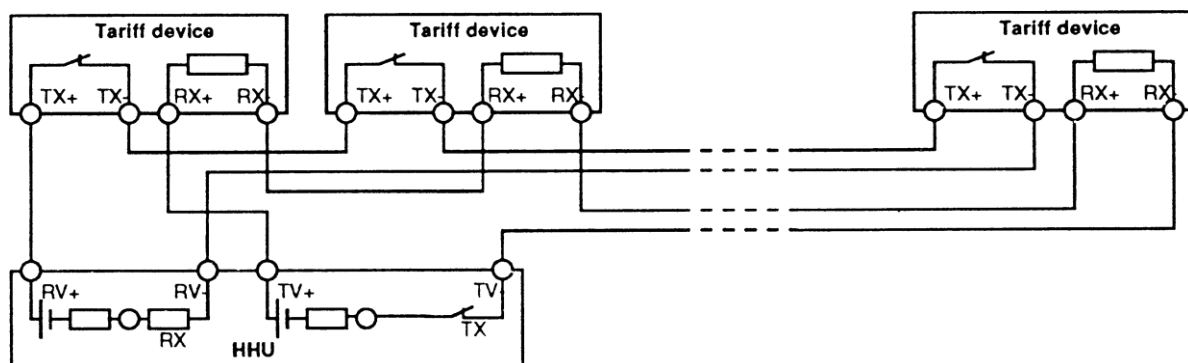 Tariff device Tariff device Tariff device
TX+ TX- RX+ RX- TX+ TX- RX+ RX- TX+ TX- RX+ RX-
RV+ RV- TV+ TV-
RX TX
HHU